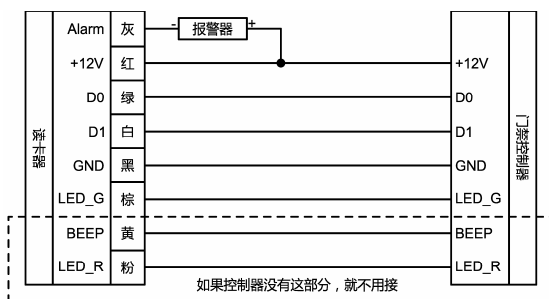 Alarm 灰 - 报警器 +
+12V 红 +12V
D0 绿 D0
D1 白 D1
GND 黑 GND
LED_G 棕 LED_G
BEEP 黄 BEEP
LED_R 粉 LED_R
读卡器
门禁控制器
如果控制器没有这部分，就不用接